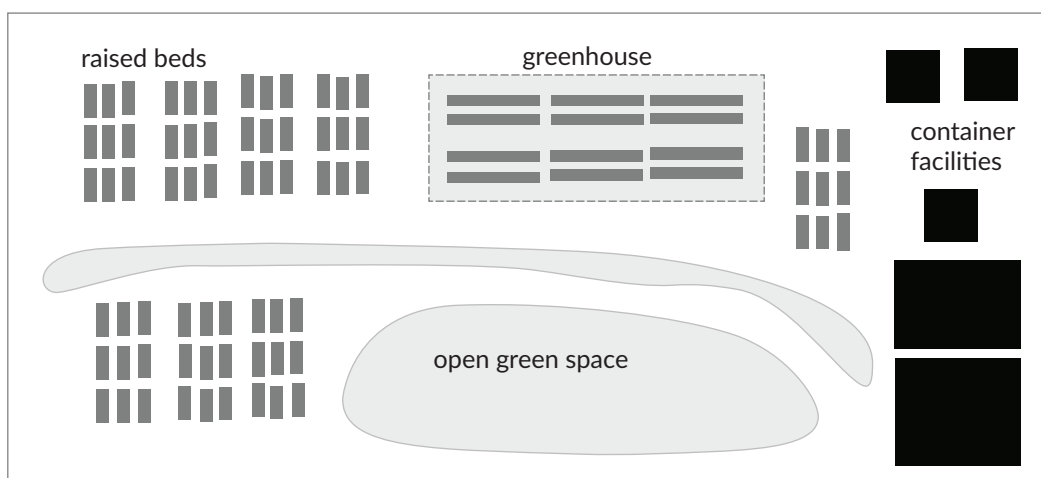 raised beds
greenhouse
container
facilities
open green space